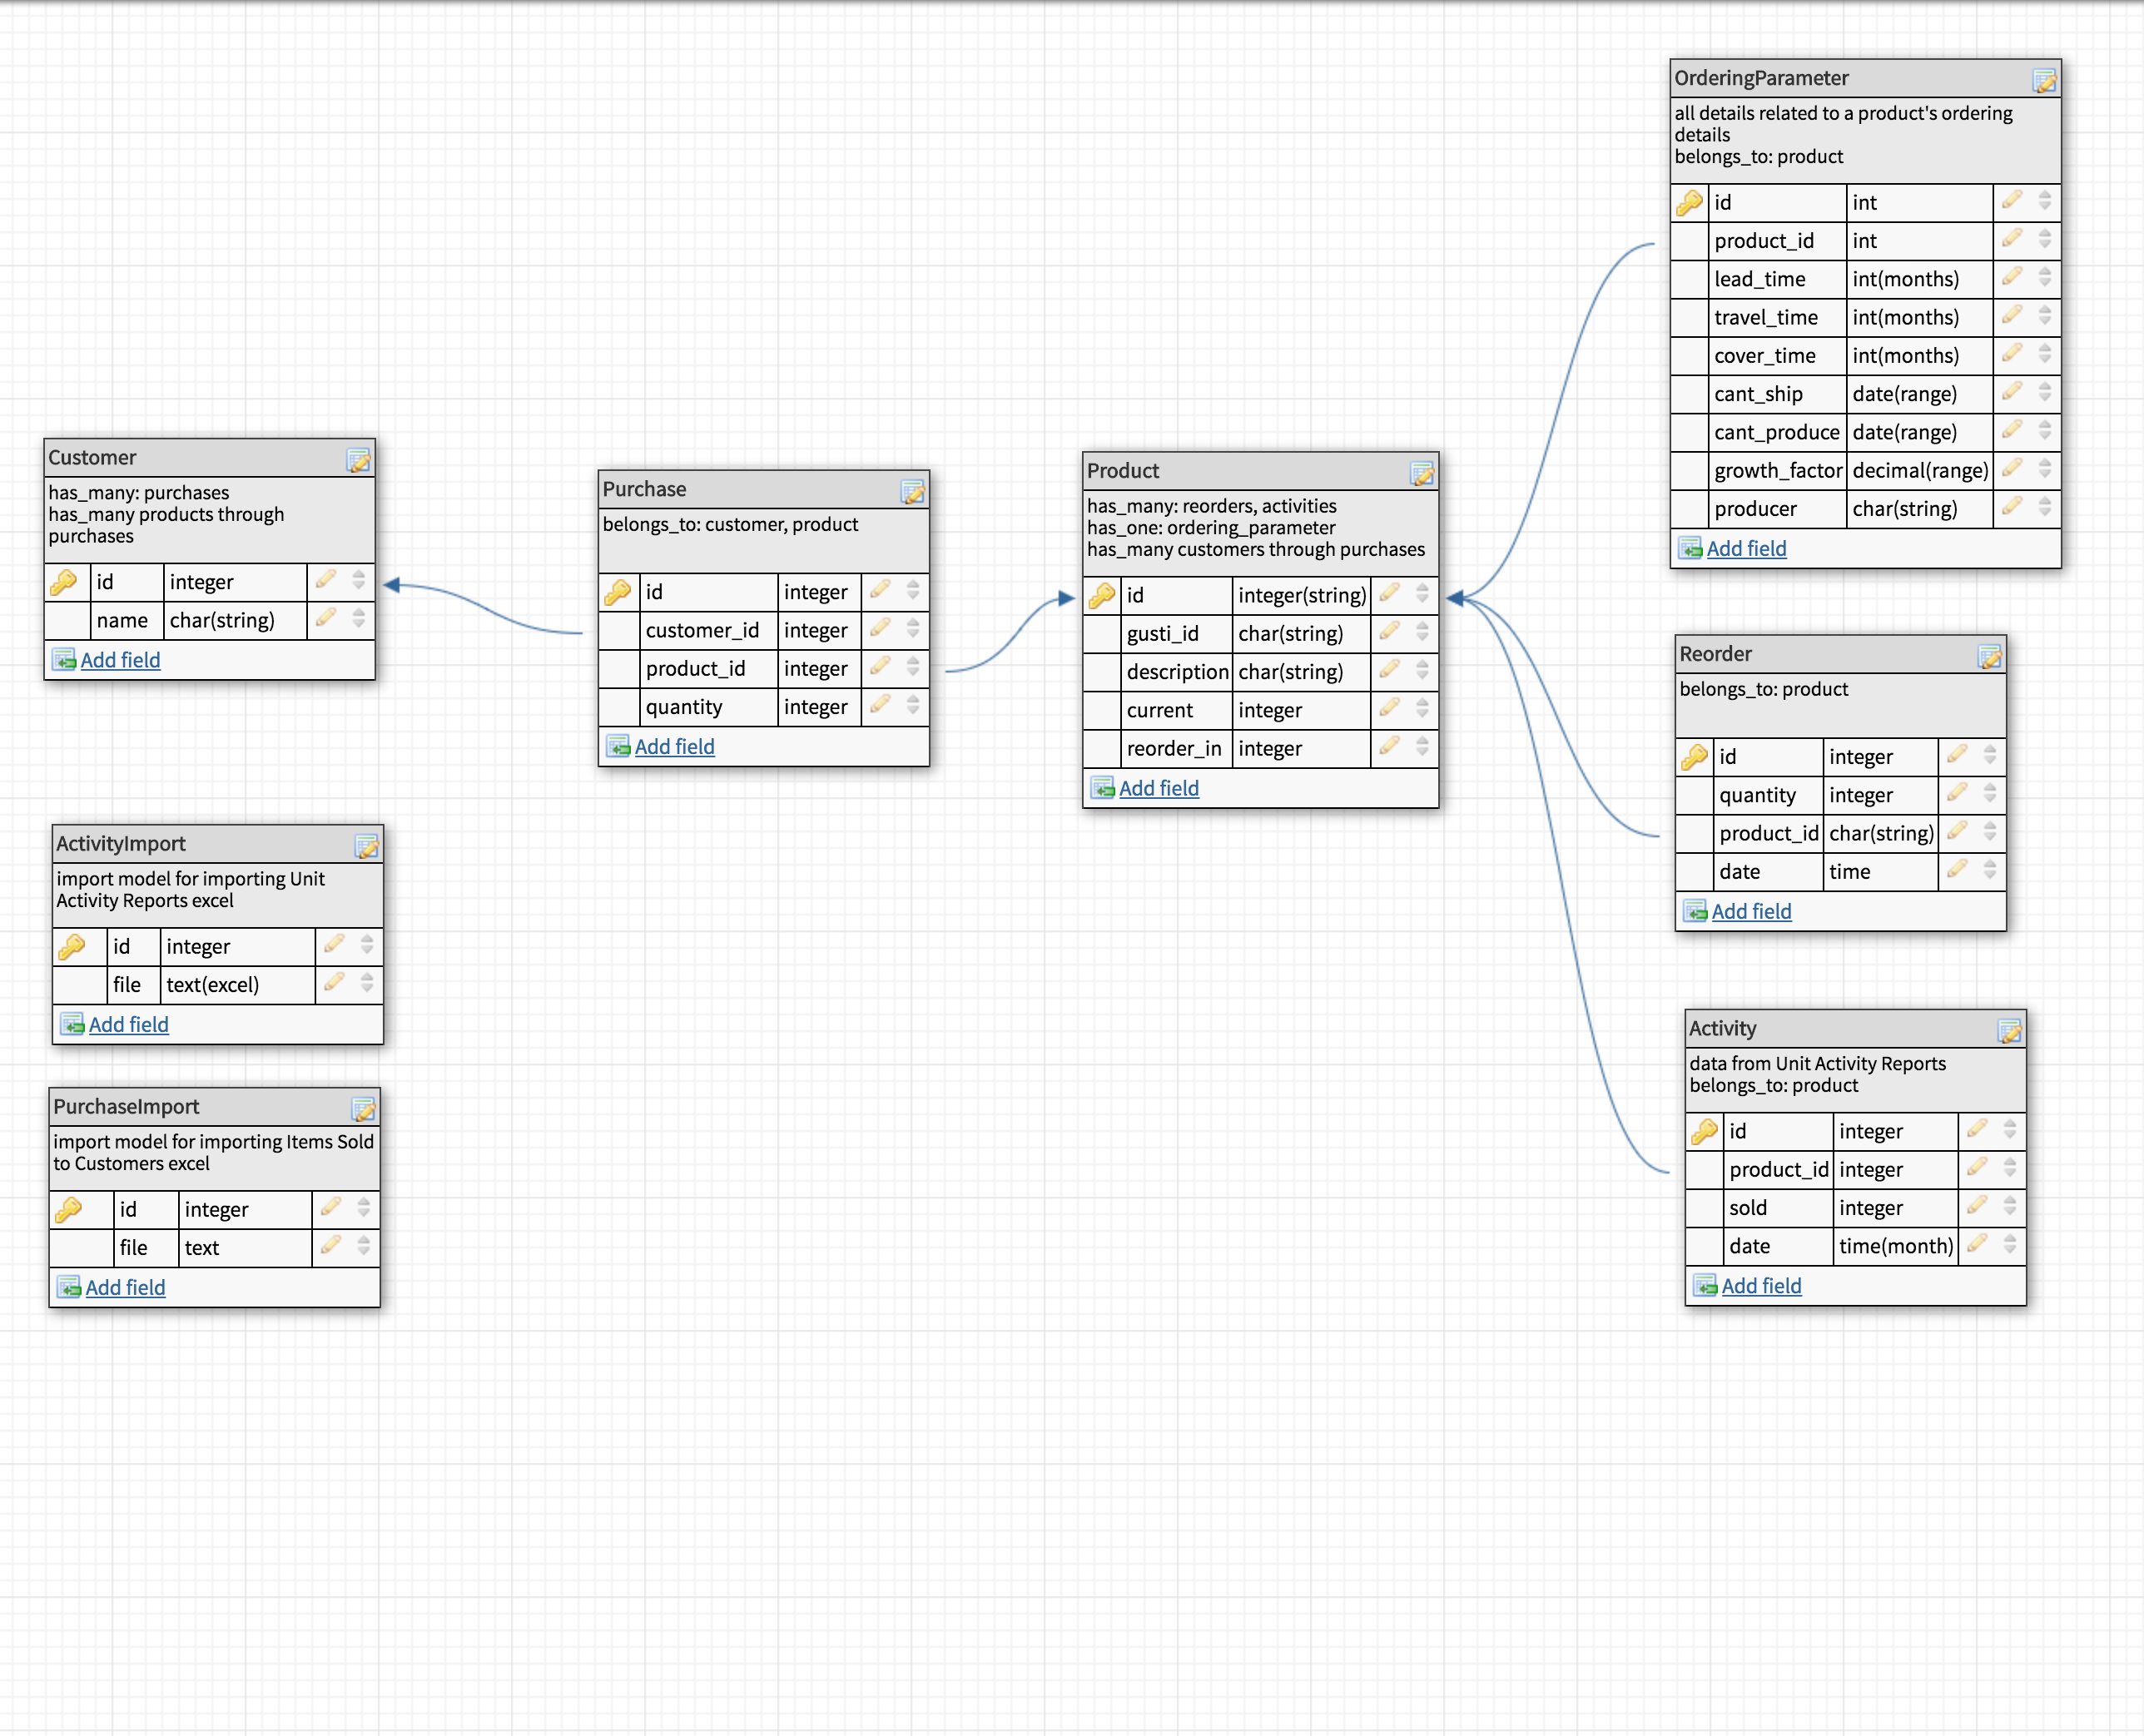 Customer
has_many: purchases
has_many products through
purchases
id integer
name char(string)
Add field
ActivityImport
import model for importing Unit
Activity Reports excel
id integer
file text(excel)
Add field
PurchaseImport
import model for importing Items Sold
to Customers excel
id integer
file text
Add field
Purchase
belongs_to: customer, product
id integer
customer_id integer
product_id integer
quantity integer
Add field
Product
has_many: reorders, activities
has_one: ordering_parameter
has_many customers through purchases
id integer(string)
gusti_id char(string)
description char(string)
current integer
reorder_in integer
Add field
OrderingParameter
all details related to a product's ordering
details
belongs_to: product
id int
product_id int
lead_time int(months)
travel_time int(months)
cover_time int(months)
cant_ship date(range)
cant_produce date(range)
growth_factor decimal(range)
producer char(string)
Add field
Reorder
belongs_to: product
id integer
quantity integer
product_id char(string)
date time
Add field
Activity
data from Unit Activity Reports
belongs_to: product
id integer
product_id integer
sold integer
date time(month)
Add field